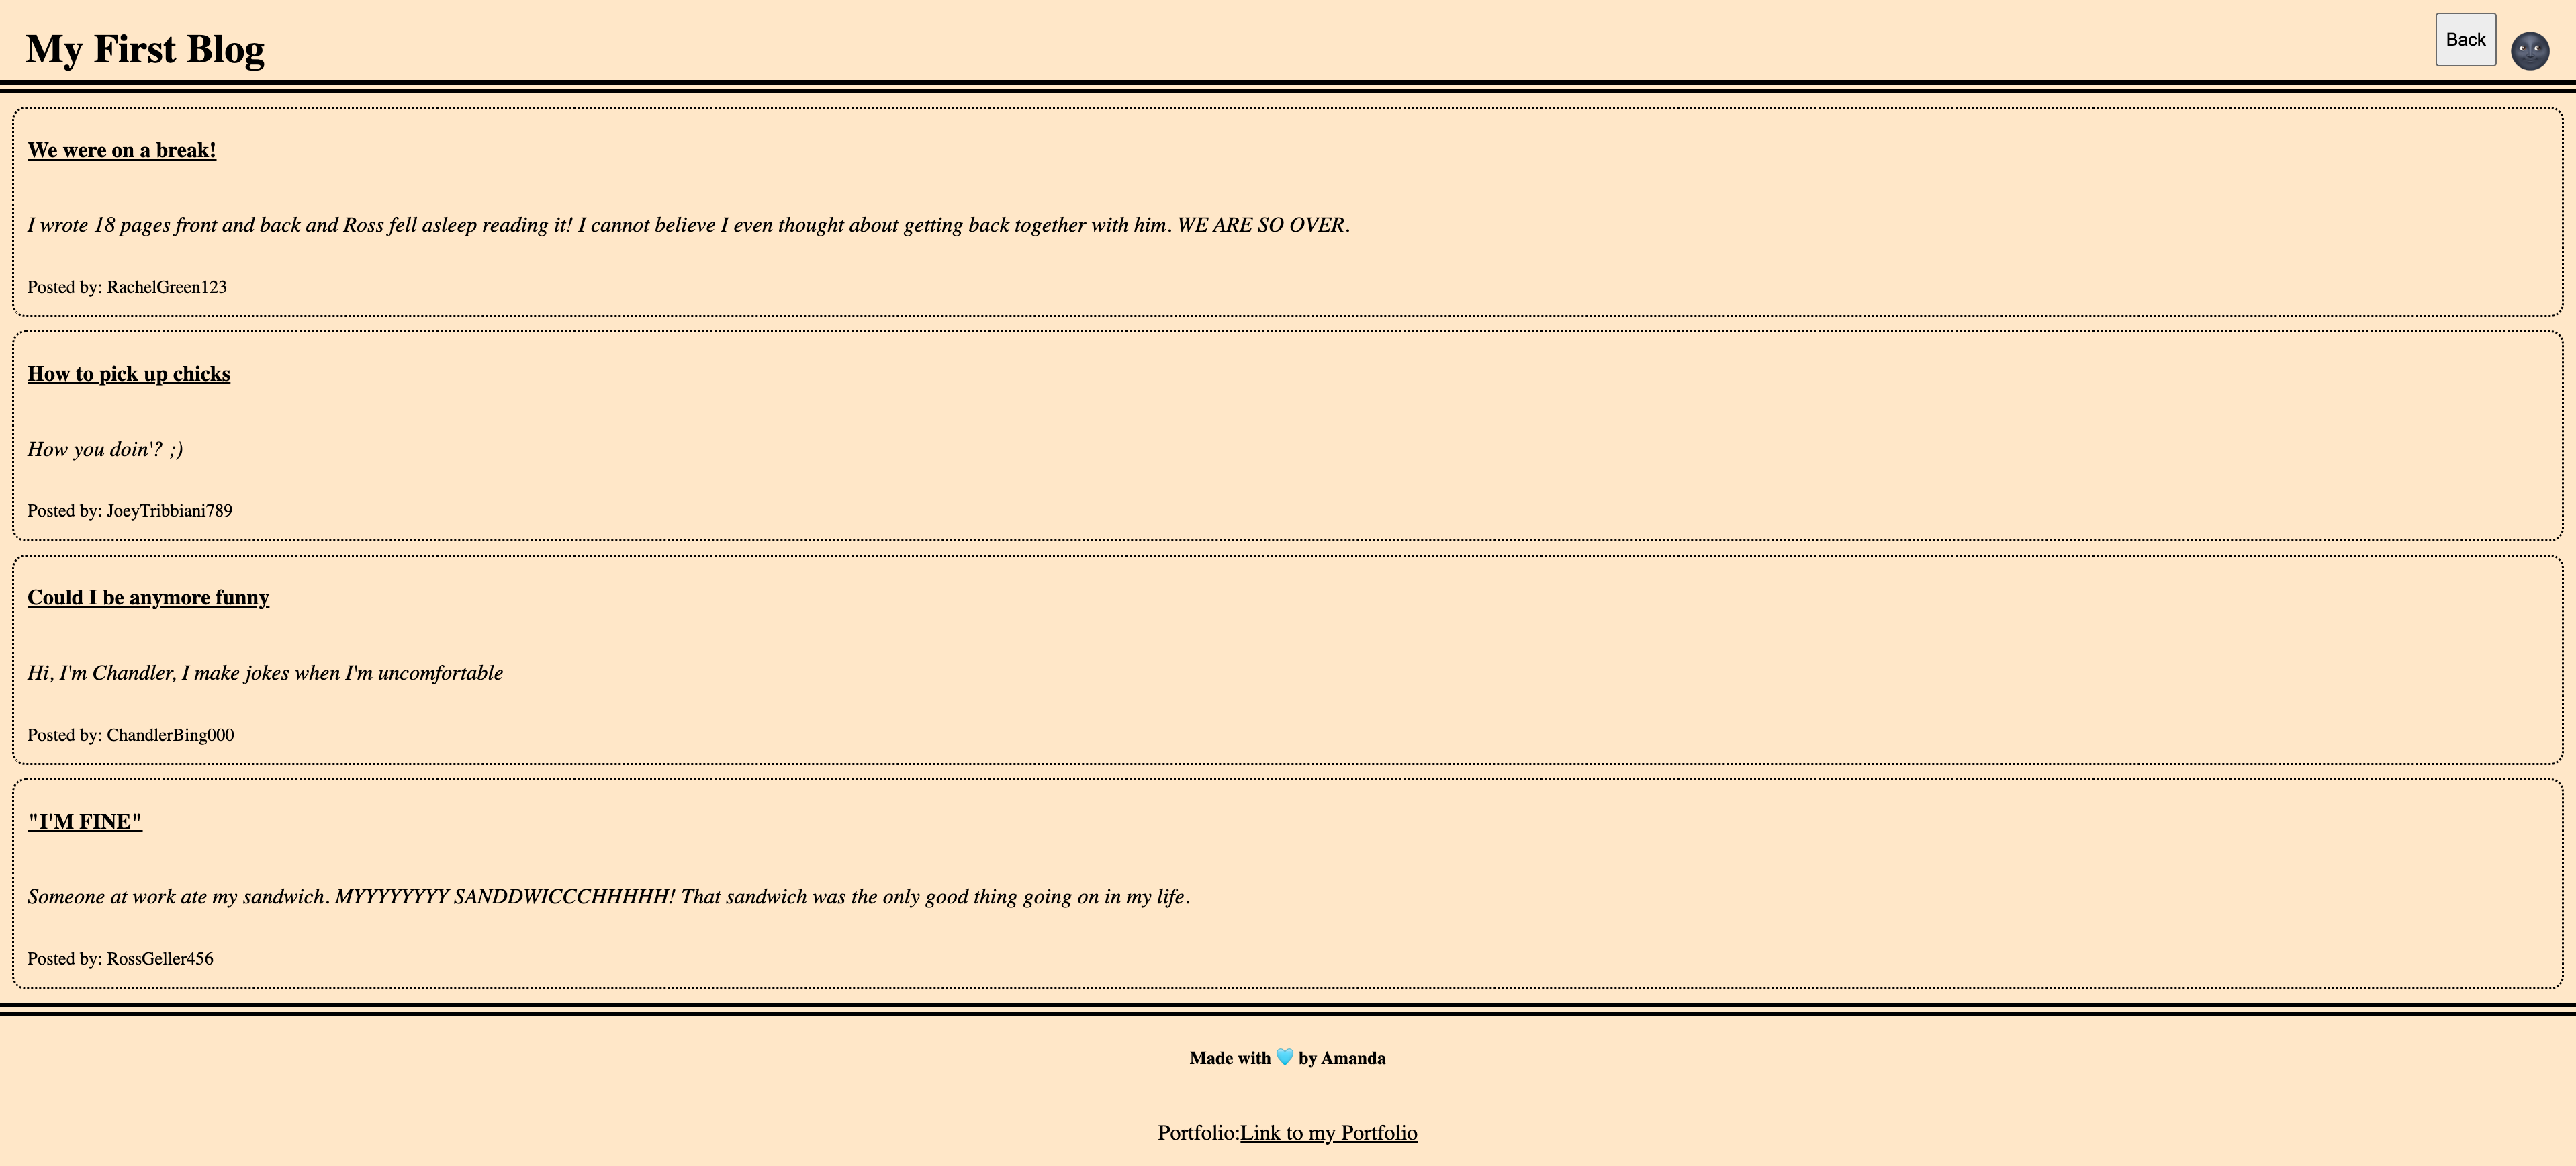 My First Blog
Back
We were on a break!
I wrote 18 pages front and back and Ross fell asleep reading it! I cannot believe I even thought about getting back together with him. WE ARE SO OVER.
Posted by: RachelGreen123
How to pick up chicks
How you doin'? ;)
Posted by: JoeyTribbiani789
Could I be anymore funny
Hi, I'm Chandler, I make jokes when I'm uncomfortable
Posted by: ChandlerBing000
"I'M FINE"
Someone at work ate my sandwich. MYYYYYYYY SANDDWICCCHHHHH! That sandwich was the only good thing going on in my life.
Posted by: RossGeller456
Made with 🩵 by Amanda
Portfolio:Link to my Portfolio